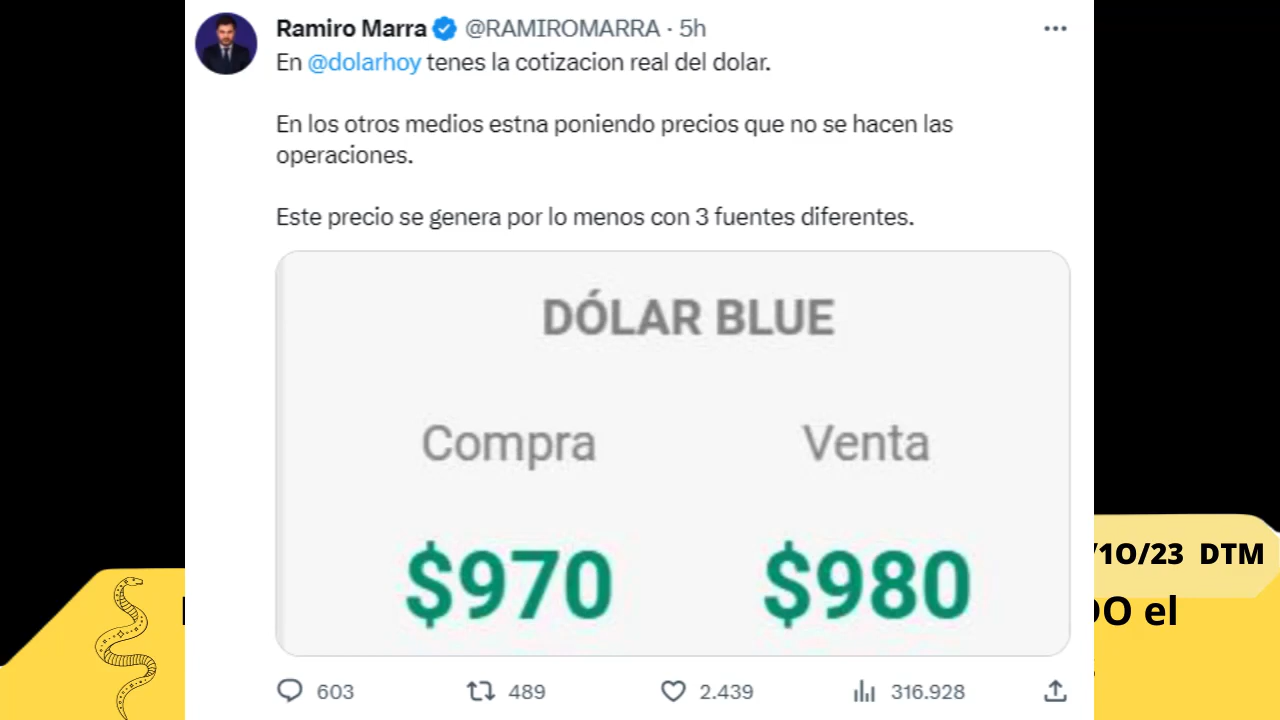 Ramiro Marra @RAMIROMARRA · 5h
En @dolarhoy tenes la cotizacion real del dolar.
En los otros medios estna poniendo precios que no se hacen las
operaciones.
Este precio se genera por lo menos con 3 fuentes diferentes.
DÓLAR BLUE
Compra Venta
$970 $980
603 489 2.439 316.928
/10/23 DTM
el